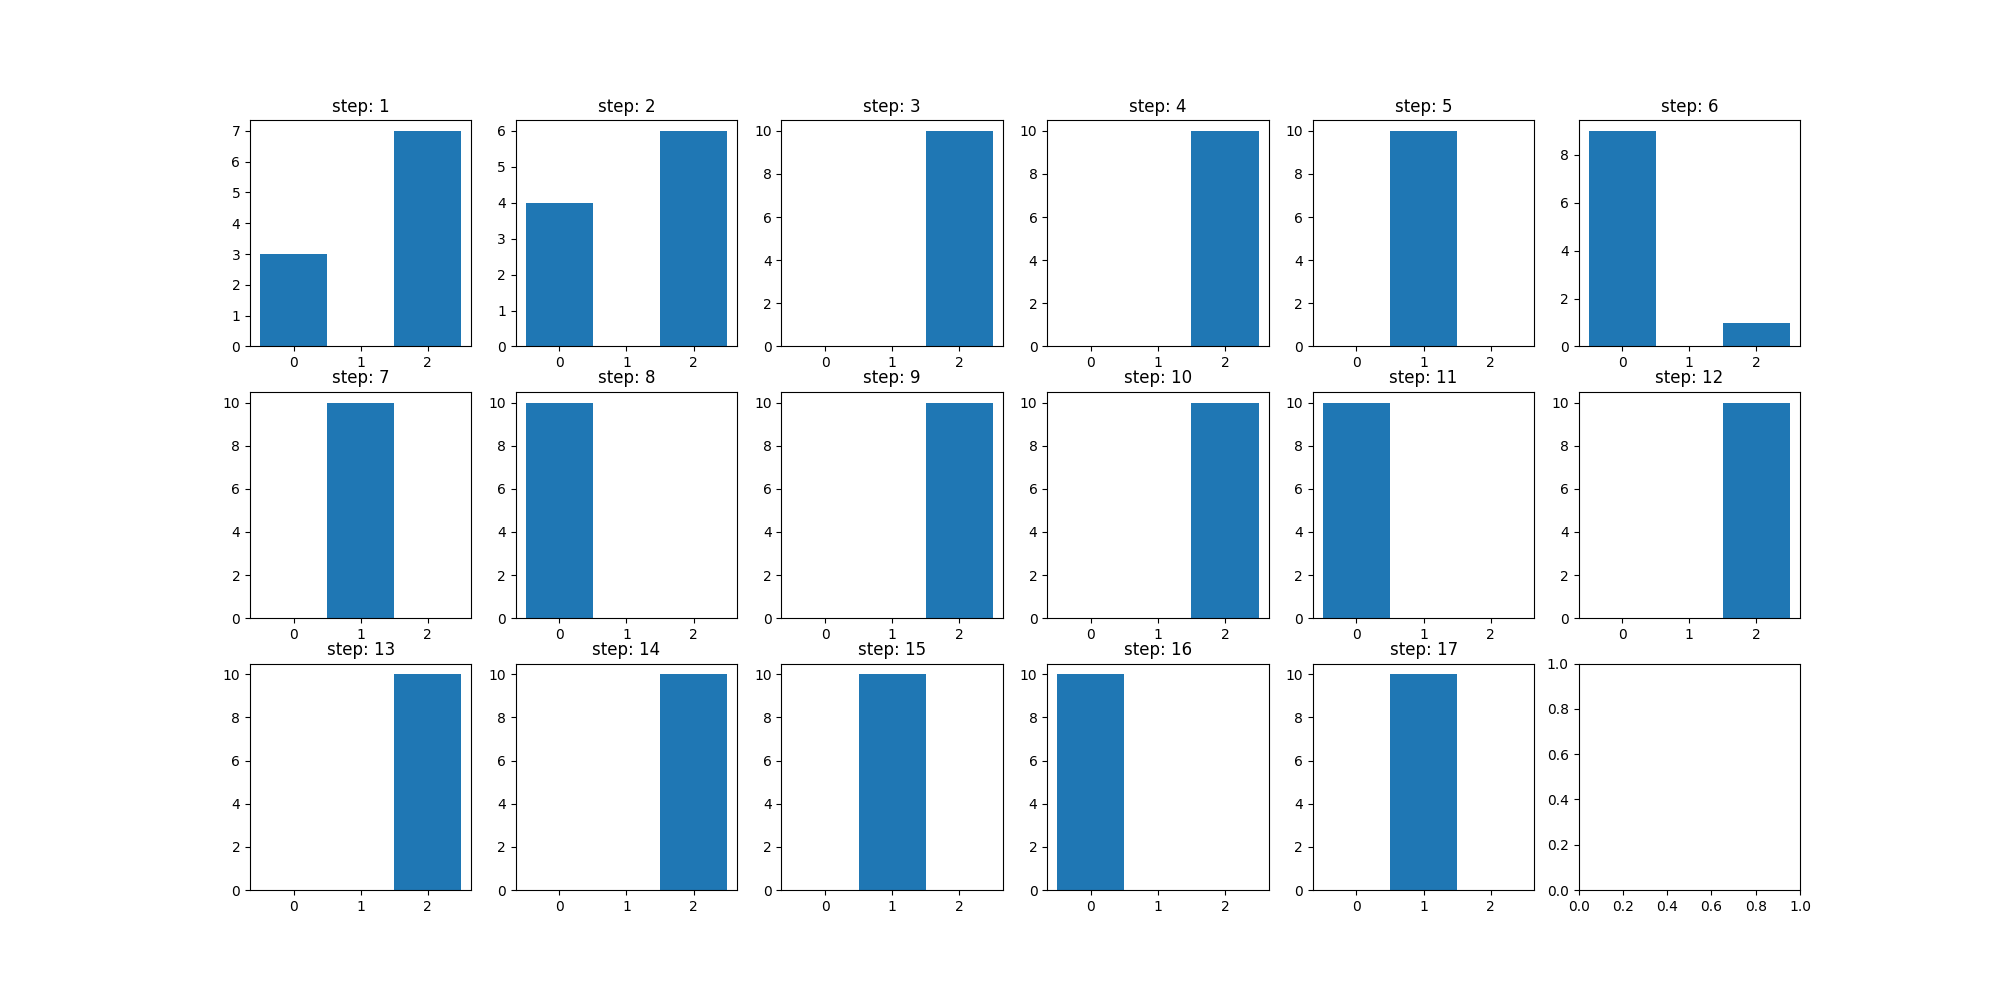 step: 1 step: 2 step: 3 step: 4 step: 5 step: 6
7 6 10 10 10
6 5 8 8 8 8
5 4 6 6 6 6
4 3 4 4 4 4
3 2 2 2 2 2
2 1 0 0 0 0
1 0
0
0 1 2 0 1 2 0 1 2 0 1 2 0 1 2 0 1 2
step: 7 step: 8 step: 9 step: 10 step: 11 step: 12
10 10 10 10 10 10
8 8 8 8 8 8
6 6 6 6 6 6
4 4 4 4 4 4
2 2 2 2 2 2
0 0 0 0 0 0
0 1 2 0 1 2 0 1 2 0 1 2 0 1 2 0 1 2
step: 13 step: 14 step: 15 step: 16 step: 17
10 10 10 10 10 1.0
8 8 8 8 8 0.8
6 6 6 6 6 0.6
4 4 4 4 4 0.4
2 2 2 2 2 0.2
0 0 0 0 0 0.0
0 1 2 0 1 2 0 1 2 0 1 2 0 1 2 0.0 0.2 0.4 0.6 0.8 1.0